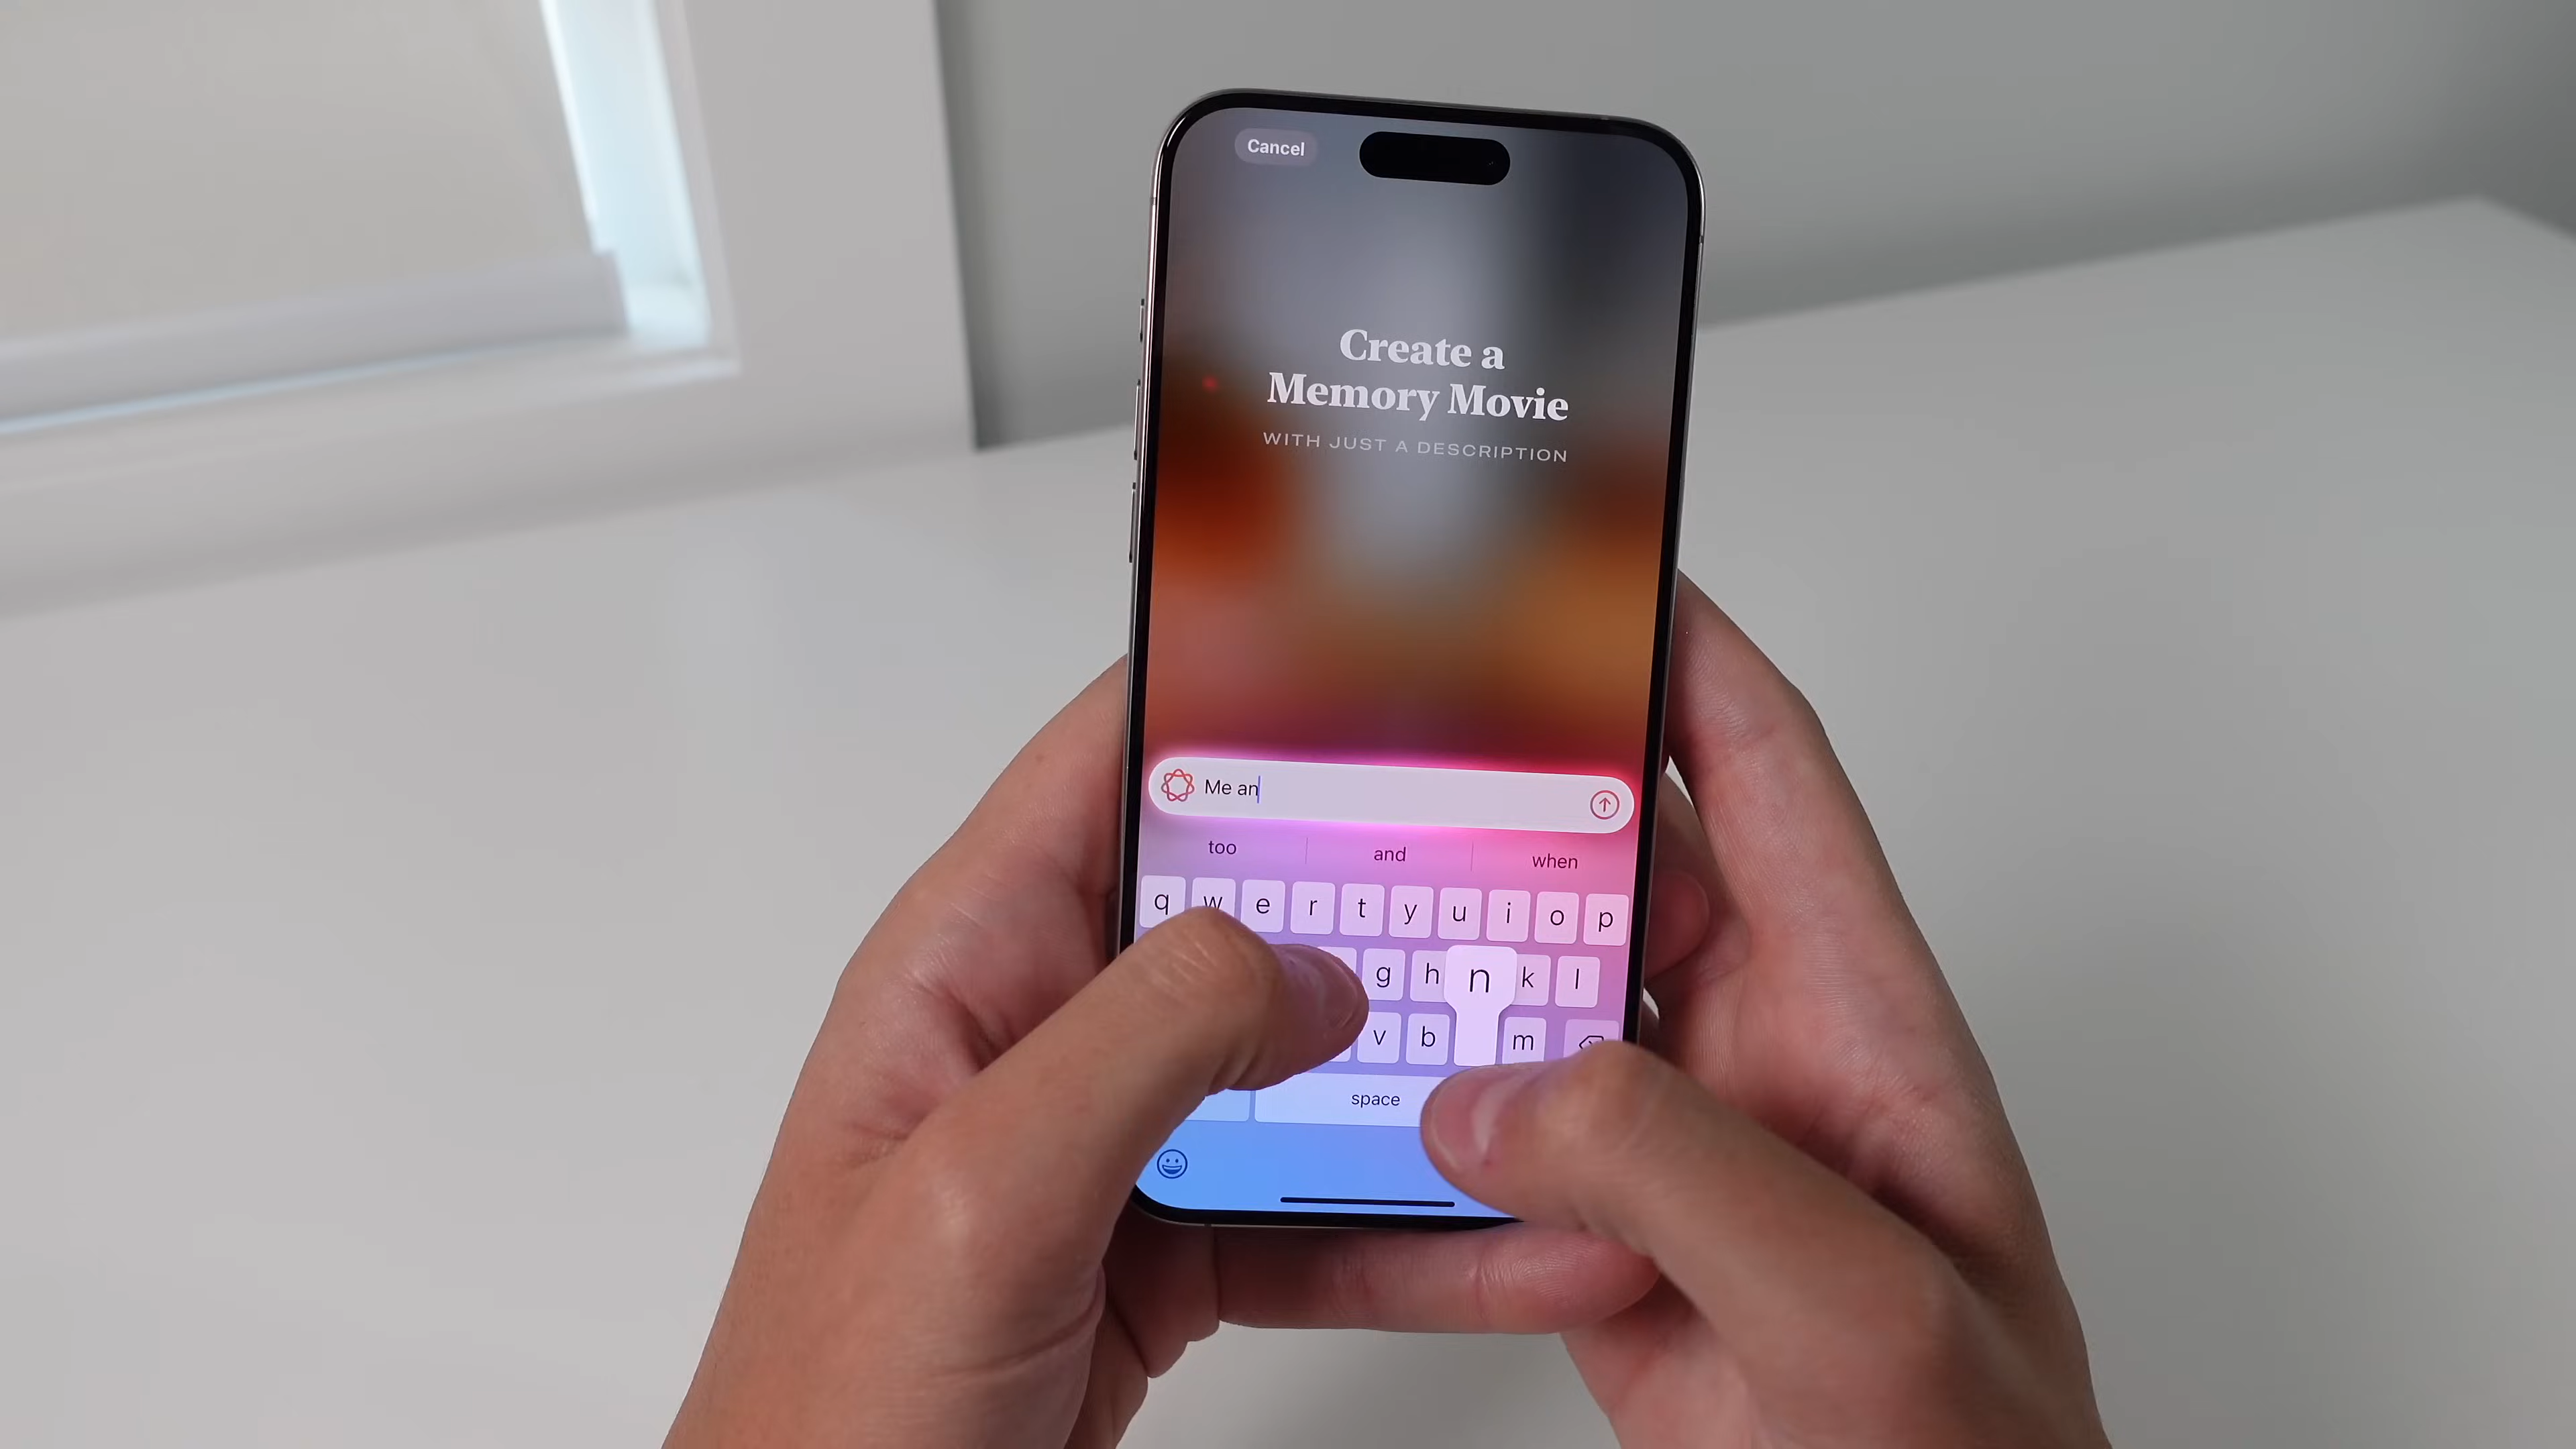 Cancel
Create a
Memory Movie
WITH JUST A DESCRIPTION
Me an
too and when
q w e r t y u i o p
g h n k l
v b m
space